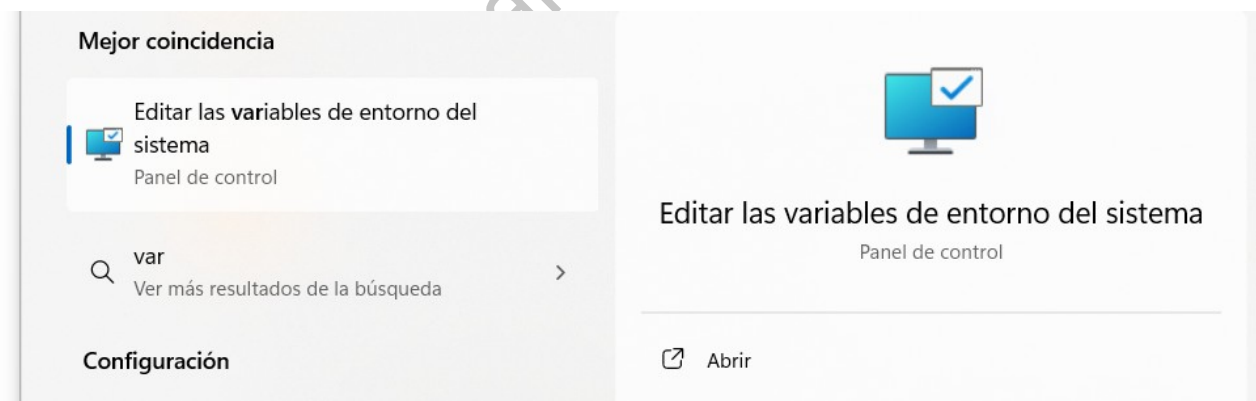 Mejor coincidencia
Editar las variables de entorno del
sistema
Panel de control
var
Ver más resultados de la búsqueda
Configuración
Editar las variables de entorno del sistema
Panel de control
Abrir